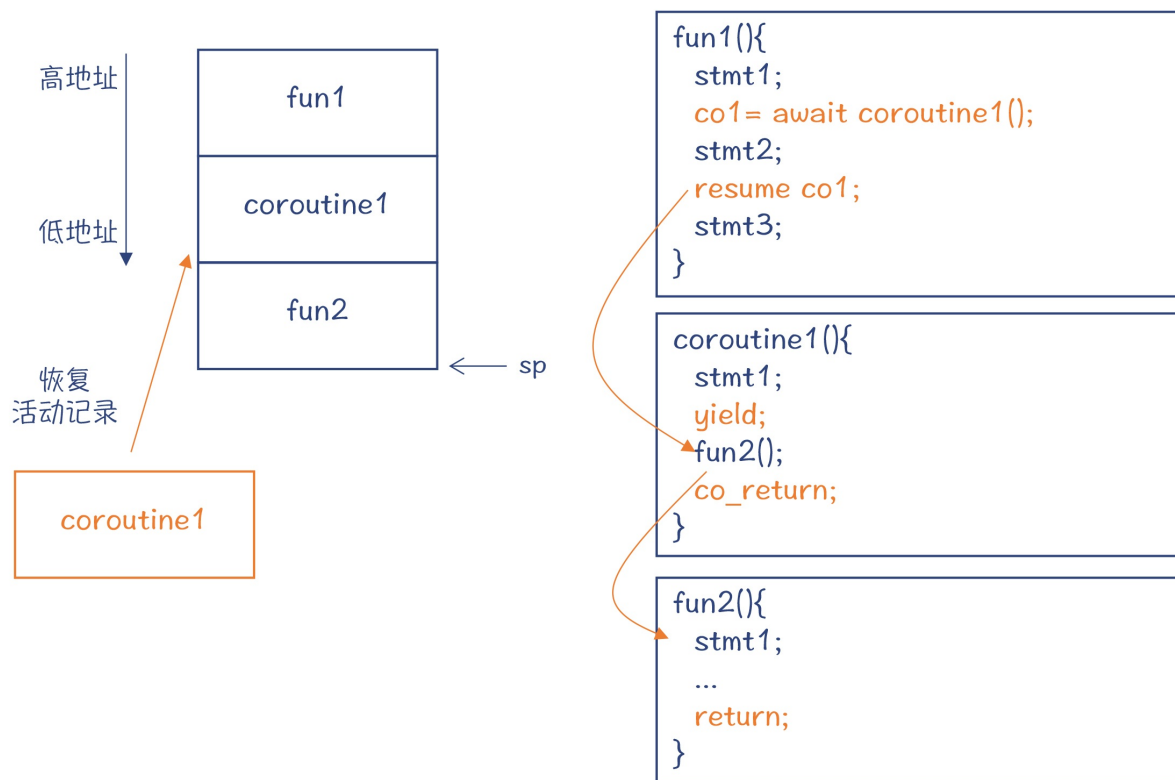 高地址
低地址
fun1
coroutine1
fun2
sp
恢复
活动记录
coroutine1
fun1(){
stmt1;
co1= await coroutine1();
stmt2;
resume co1;
stmt3;
}
coroutine1(){
stmt1;
yield;
fun2();
co_return;
}
fun2(){
stmt1;
...
return;
}